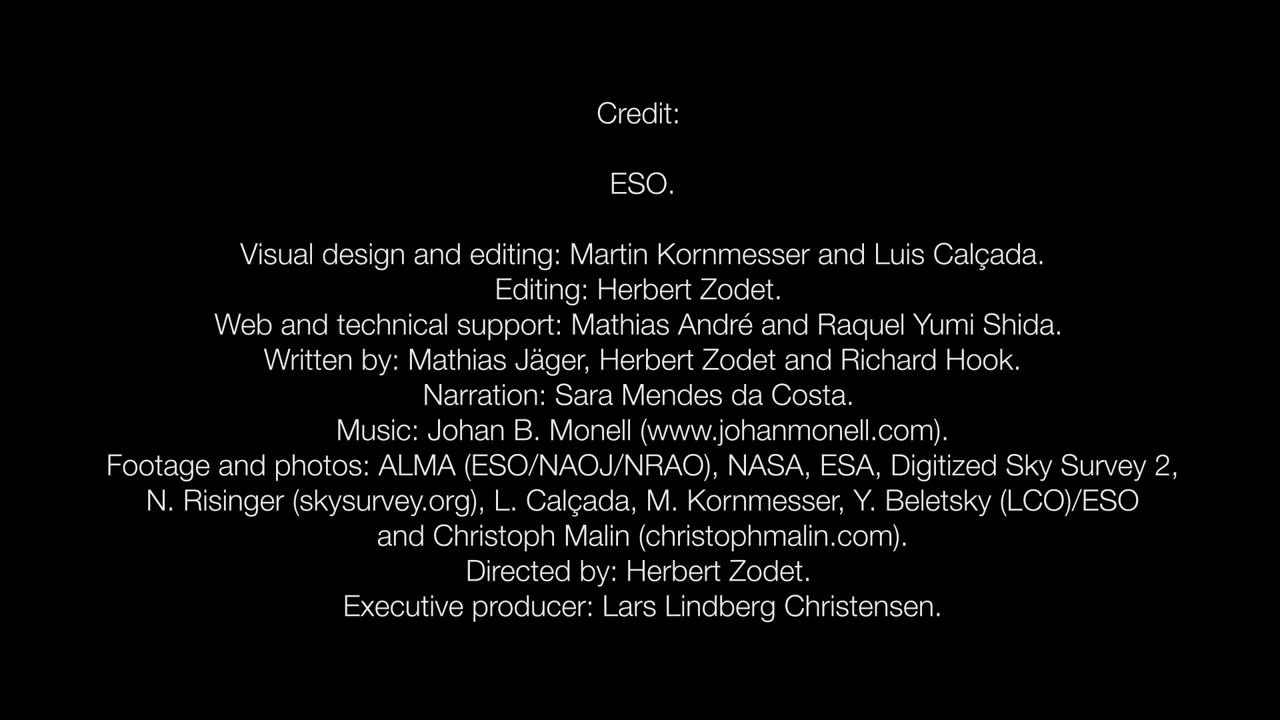 Credit:
ESO.
Visual design and editing: Martin Kornmesser and Luis Calçada.
Editing: Herbert Zodet.
Web and technical support: Mathias André and Raquel Yumi Shida.
Written by: Mathias Jäger, Herbert Zodet and Richard Hook.
Narration: Sara Mendes da Costa.
Music: Johan B. Monell (www.johanmonell.com).
Footage and photos: ALMA (ESO/NAOJ/NRAO), NASA, ESA, Digitized Sky Survey 2,
N. Risinger (skysurvey.org), L. Calçada, M. Kornmesser, Y. Beletsky (LCO)/ESO
and Christoph Malin (christophmalin.com).
Directed by: Herbert Zodet.
Executive producer: Lars Lindberg Christensen.